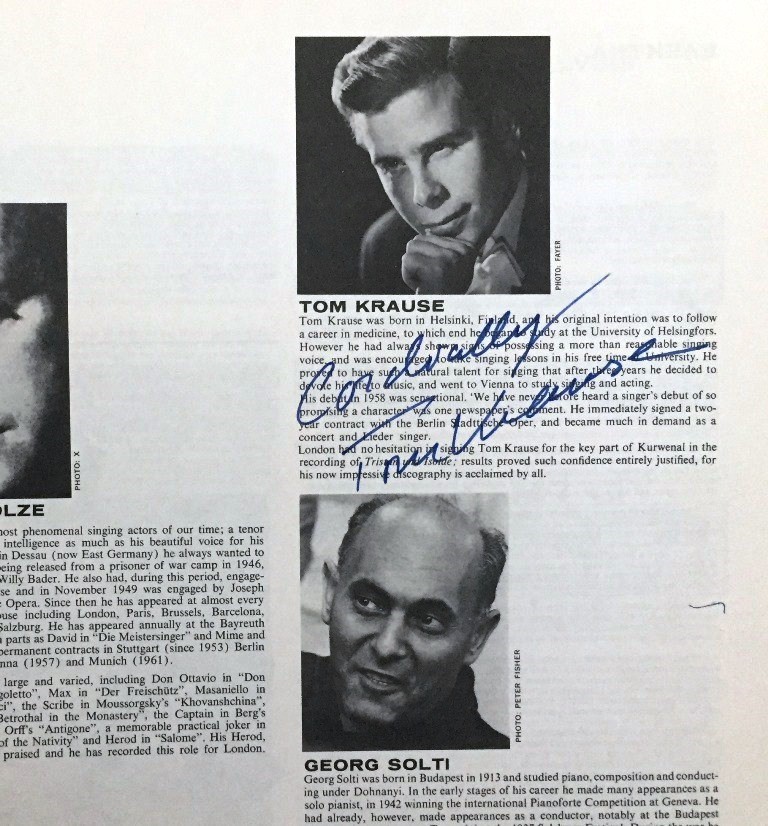 PHOTO: X
OLZE
most phenomenal singing actors of our time; a tenor
intelligence as much as his beautiful voice for his
in Dessau (now East Germany) he always wanted to
being released from a prisoner of war camp in 1946,
Willy Bader. He also had, during this period, engage-
se and in November 1949 was engaged by Joseph
Opera. Since then he has appeared at almost every
use including London, Paris, Brussels, Barcelona,
Salzburg. He has appeared annually at the Bayreuth
parts as David in "Die Meistersinger" and Mime and
permanent contracts in Stuttgart (since 1953) Berlin
nna (1957) and Munich (1961).
large and varied, including Don Ottavio in "Don
goletto", Max in "Der Freischütz", Masaniello in
ci", the Scribe in Moussorgsky's "Khovanshchina",
Betrothal in the Monastery", the Captain in Berg's
Orff's "Antigone", a memorable practical joker in
of the Nativity" and Herod in "Salome". His Herod,
praised and he has recorded this role for London.
PHOTO: FAYER
TOM KRAUSE
Tom Krause was born in Helsinki, Finland, and his original intention was to follow
a career in medicine, to which end he began to study at the University of Helsingfors.
However he had always shown signs of possessing a more than reasonable singing
voice, and was encouraged to take singing lessons in his free time at University. He
proved to have such natural talent for singing that after three years he decided to
devote his life to music, and went to Vienna to study singing and acting.
His debut in 1958 was sensational. 'We have never before heard a singer's debut of so
promising a character' was one newspaper's comment. He immediately signed a two-
year contract with the Berlin Stadttische Oper, and became much in demand as a
concert and Lieder singer.
London had no hesitation in signing Tom Krause for the key part of Kurwenal in the
recording of Tristan und Isolde; results proved such confidence entirely justified, for
his now impressive discography is acclaimed by all.
Cordially
Tom Krause
PHOTO: PETER FISHER
GEORG SOLTI
Georg Solti was born in Budapest in 1913 and studied piano, composition and conduct-
ing under Dohnanyi. In the early stages of his career he made many appearances as a
solo pianist, in 1942 winning the international Pianoforte Competition at Geneva. He
had already, however, made appearances as a conductor, notably at the Budapest